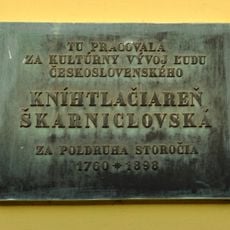 TU PRACOVALA
ZA KULTÚRNY VÝVOJ ĽUDU
ČESKOSLOVENSKÉHO
KNÍHTLAČIAREŇ
ŠKARNICLOVSKÁ
ZA POLDRUHA STOROČIA
1760 * 1898